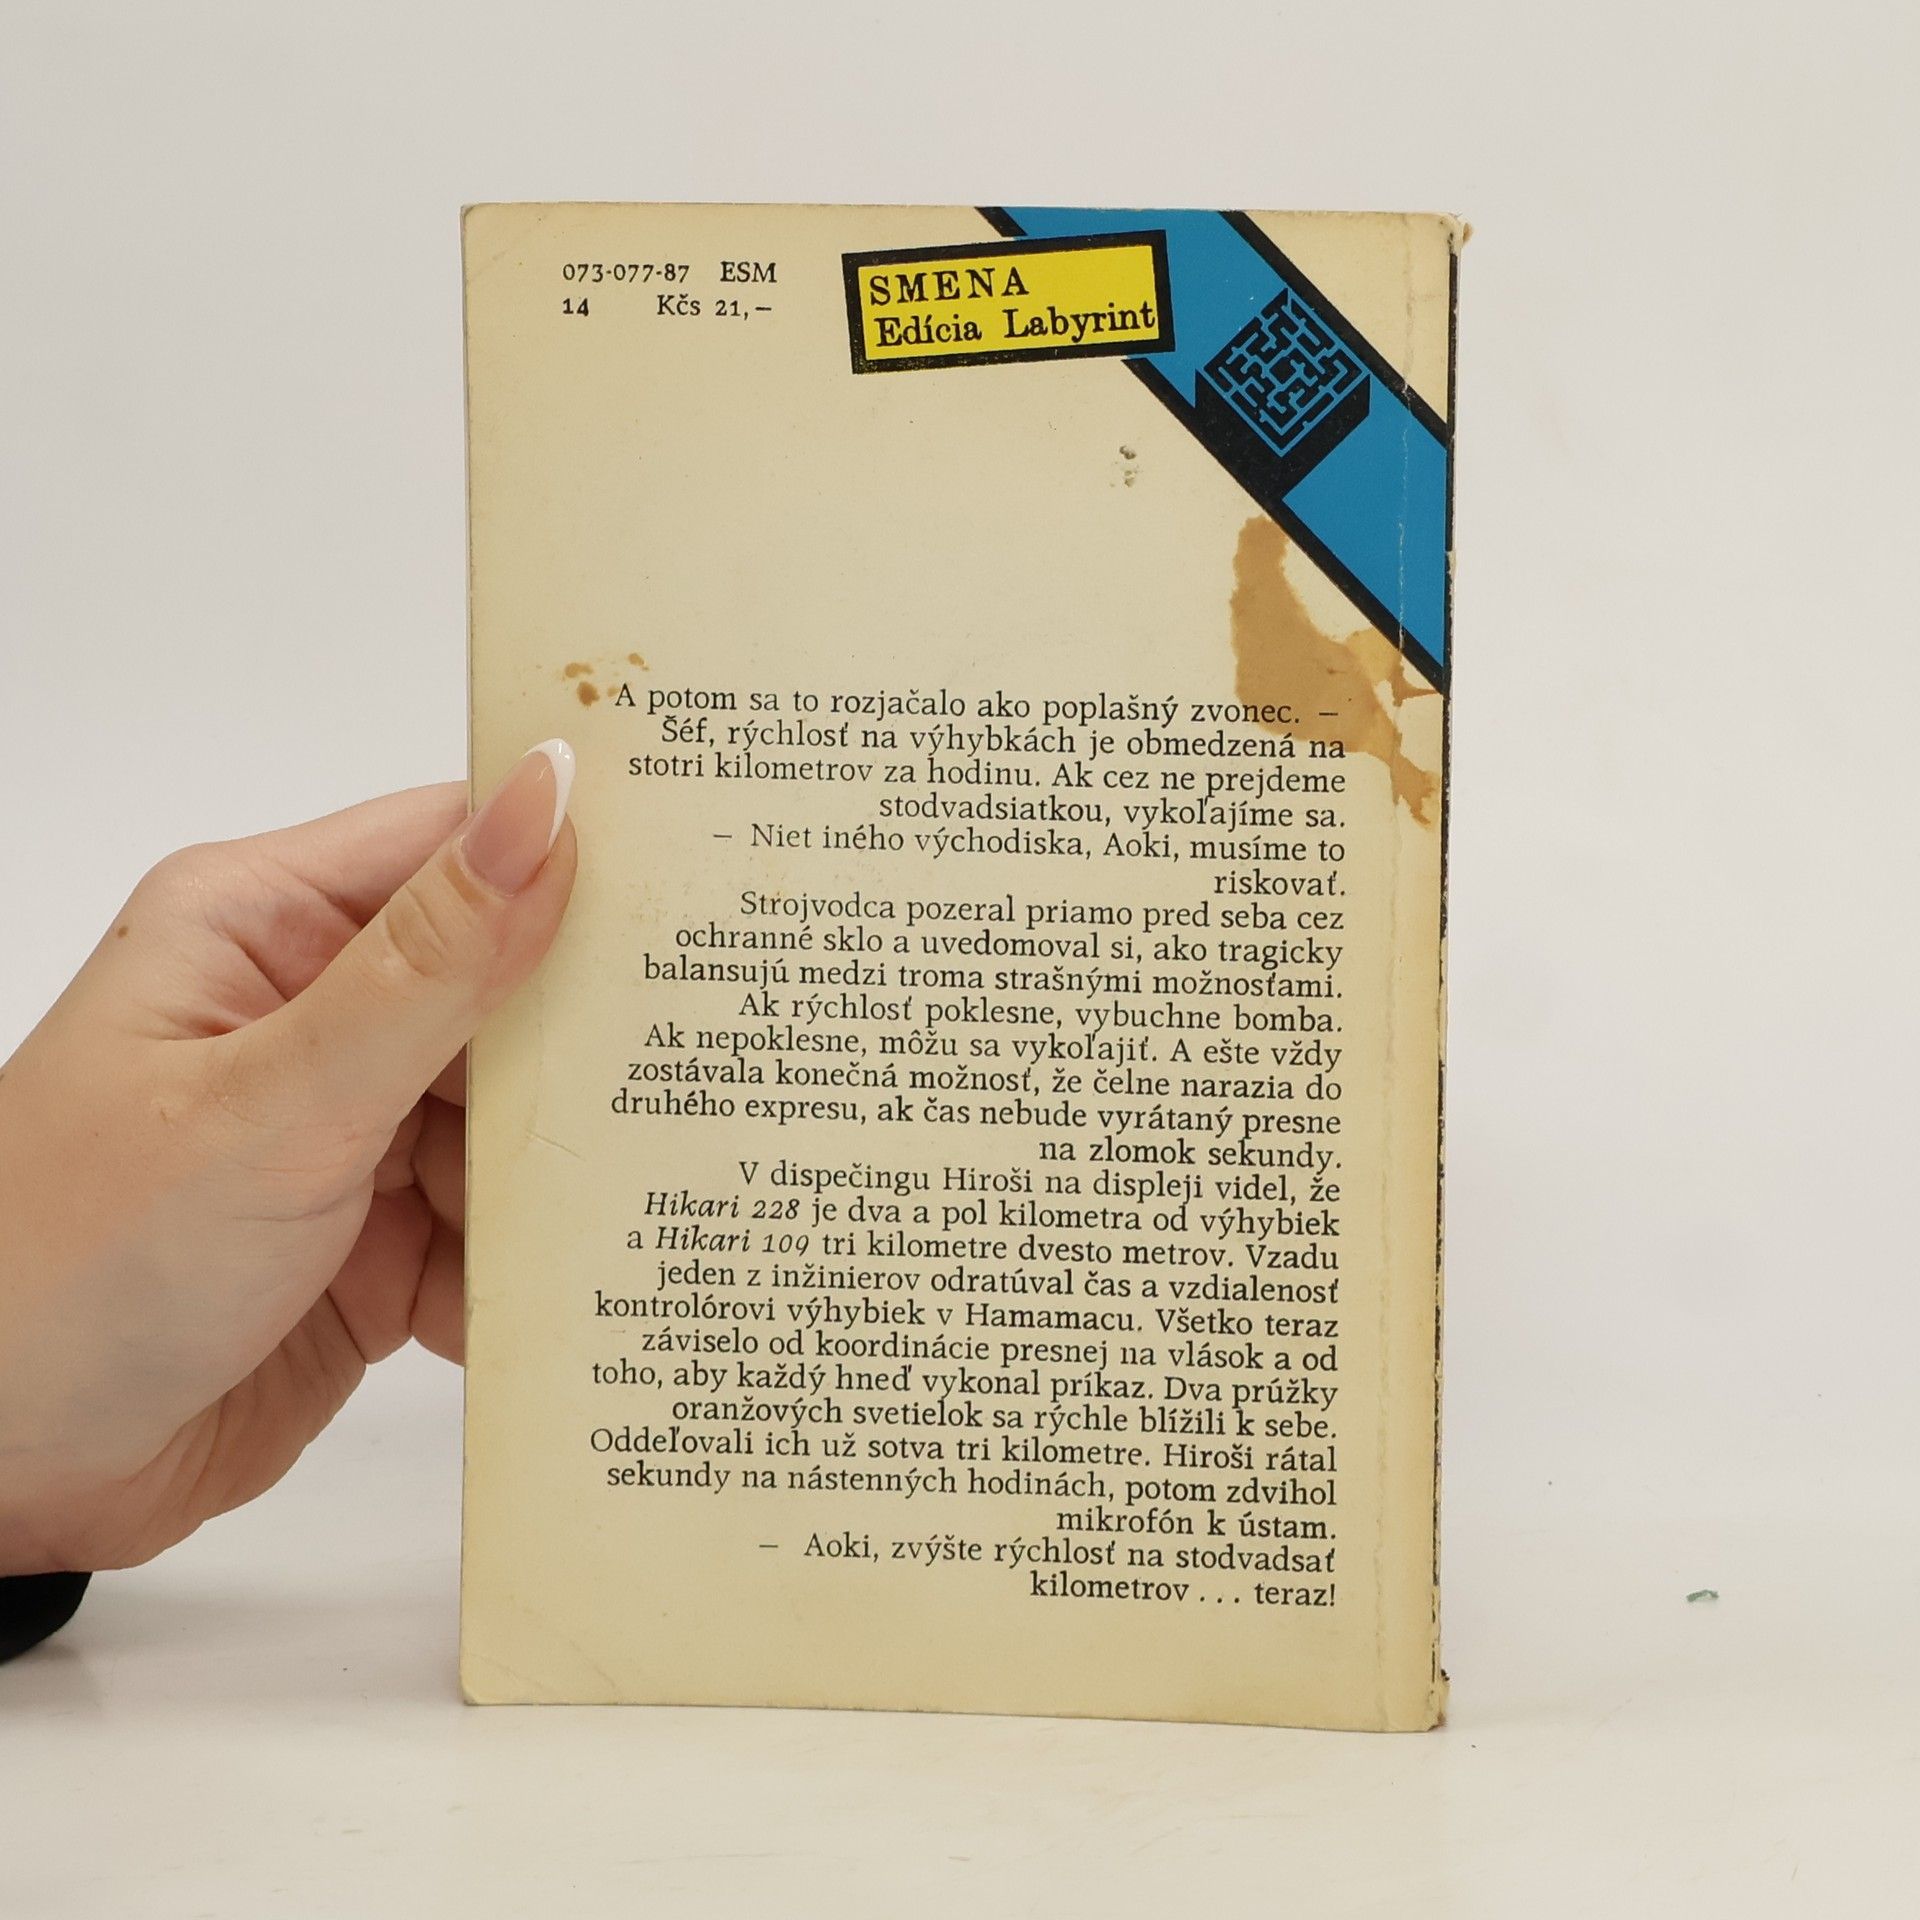 073-077-87 ESM
14 Kčs 21,—
SMENA
Edícia Labyrint
A potom sa to rozjačalo ako poplašný zvonec. —
Šéf, rýchlosť na výhybkách je obmedzená na
stotri kilometrov za hodinu. Ak cez ne prejdeme
stodvadsiatkou, vykoľajíme sa.
— Niet iného východiska, Aoki, musíme to
riskovať.
Strojvodca pozeral priamo pred seba cez
ochranné sklo a uvedomoval si, ako tragicky
balansujú medzi troma strašnými možnosťami.
Ak rýchlosť poklesne, vybuchne bomba.
Ak nepoklesne, môžu sa vykoľajiť. A ešte vždy
zostávala konečná možnosť, že čelne narazia do
druhého expresu, ak čas nebude vyrátaný presne
na zlomok sekundy.
V dispečingu Hiroši na displeji videl, že
Hikari 228 je dva a pol kilometra od výhybiek
a Hikari 109 tri kilometre dvesto metrov. Vzadu
jeden z inžinierov odratúval čas a vzdialenosť
kontrolórovi výhybiek v Hamamacu. Všetko teraz
záviselo od koordinácie presnej na vlások a od
toho, aby každý hneď vykonal príkaz. Dva prúžky
oranžových svetielok sa rýchle blížili k sebe.
Oddeľovali ich už sotva tri kilometre. Hiroši rátal
sekundy na nástenných hodinách, potom zdvihol
mikrofón k ústam.
— Aoki, zvýšte rýchlosť na stodvadsať
kilometrov . . . teraz!